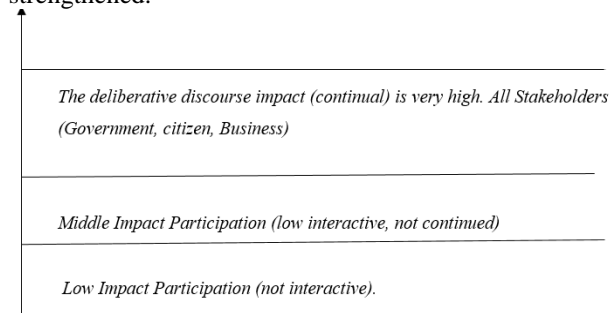 strengthened.
The deliberative discourse impact (continual) is very high. All Stakeholders
(Government, citizen, Business)
Middle Impact Participation (low interactive, not continued)
Low Impact Participation (not interactive).